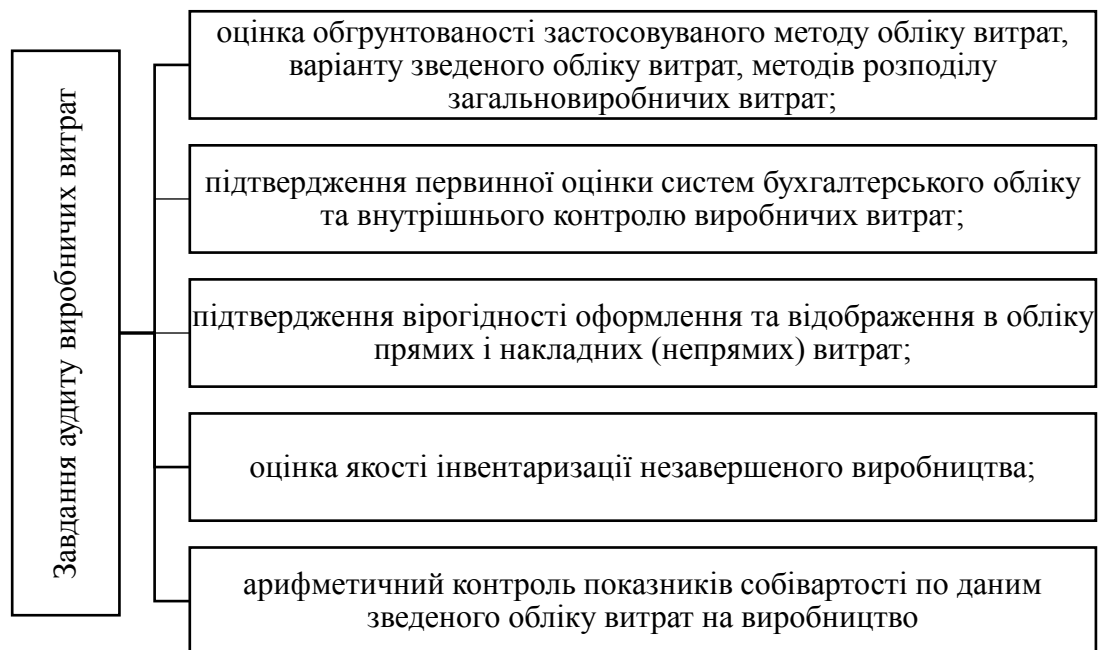 Завдання аудиту виробничих витрат
оцінка обгрунтованості застосовуваного методу обліку витрат,
варіанту зведеного обліку витрат, методів розподілу
загальновиробничих витрат;
підтвердження первинної оцінки систем бухгалтерського обліку
та внутрішнього контролю виробничих витрат;
підтвердження вірогідності оформлення та відображення в обліку
прямих і накладних (непрямих) витрат;
оцінка якості інвентаризації незавершеного виробництва;
арифметичний контроль показників собівартості по даним
зведеного обліку витрат на виробництво